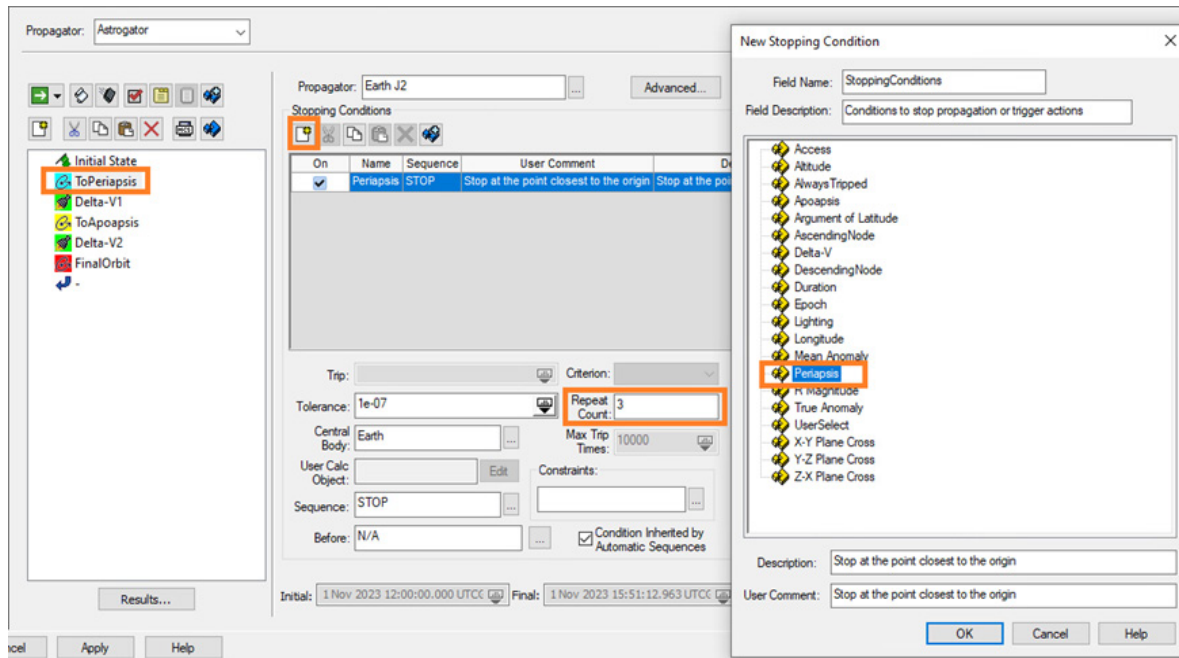 Propagator: Astrogator
Initial State
ToPeriapsis
Delta-V1
ToApoapsis
Delta-V2
FinalOrbit
-
Results...
Apply
Help
Propagator: Earth J2 ... Advanced...
Stopping Conditions
On Name Sequence User Comment
Periapsis STOP Stop at the point closest to the origin Stop at the
Trip: Criterion:
Tolerance: 1e-07 Repeat Count: 3
Central Body: Earth ... Max Trip Times: 10000
User Calc Object: Edit Constraints:
Sequence: STOP ... ...
Before: N/A ... Condition Inherited by
Automatic Sequences
Initial: 1 Nov 2023 12:00:00.000 UTCG Final: 1 Nov 2023 15:51:12.963 UTCG
New Stopping Condition
Field Name: StoppingConditions
Field Description: Conditions to stop propagation or trigger actions
Access
Altitude
AlwaysTripped
Apoapsis
Argument of Latitude
AscendingNode
Delta-V
DescendingNode
Duration
Epoch
Lighting
Longitude
Mean Anomaly
Periapsis
R Magnitude
True Anomaly
UserSelect
X-Y Plane Cross
Y-Z Plane Cross
Z-X Plane Cross
Description: Stop at the point closest to the origin
User Comment: Stop at the point closest to the origin
OK Cancel Help